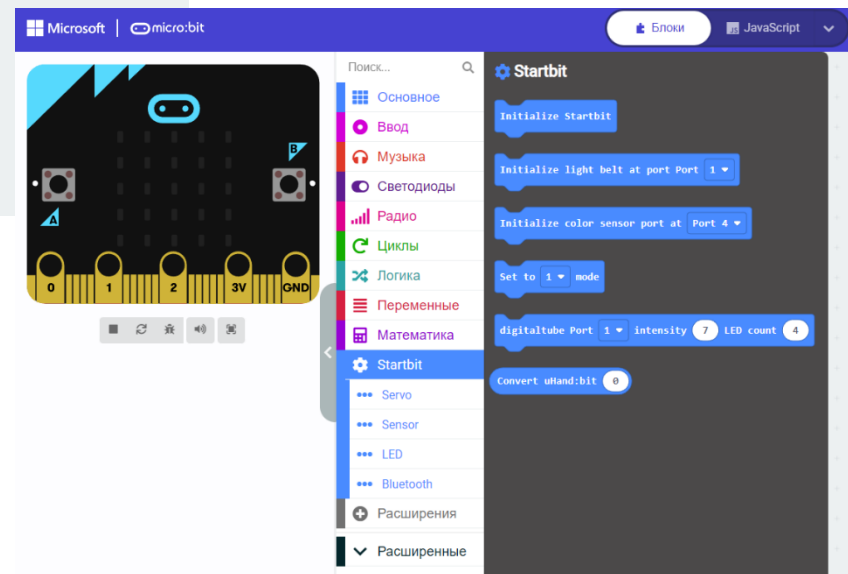 Microsoft micro:bit Блоки JavaScript
A
B
0 1 2 3V GND
Поиск...
Основное
Ввод
Музыка
Светодиоды
Радио
Циклы
Логика
Переменные
Математика
Startbit
Servo
Sensor
LED
Bluetooth
Расширения
Расширенные
Startbit
Initialize Startbit
Initialize light belt at port Port 1
Initialize color sensor port at Port 4
Set to 1 mode
digitaltube Port 1 intensity 7 LED count 4
Convert uHand:bit 0